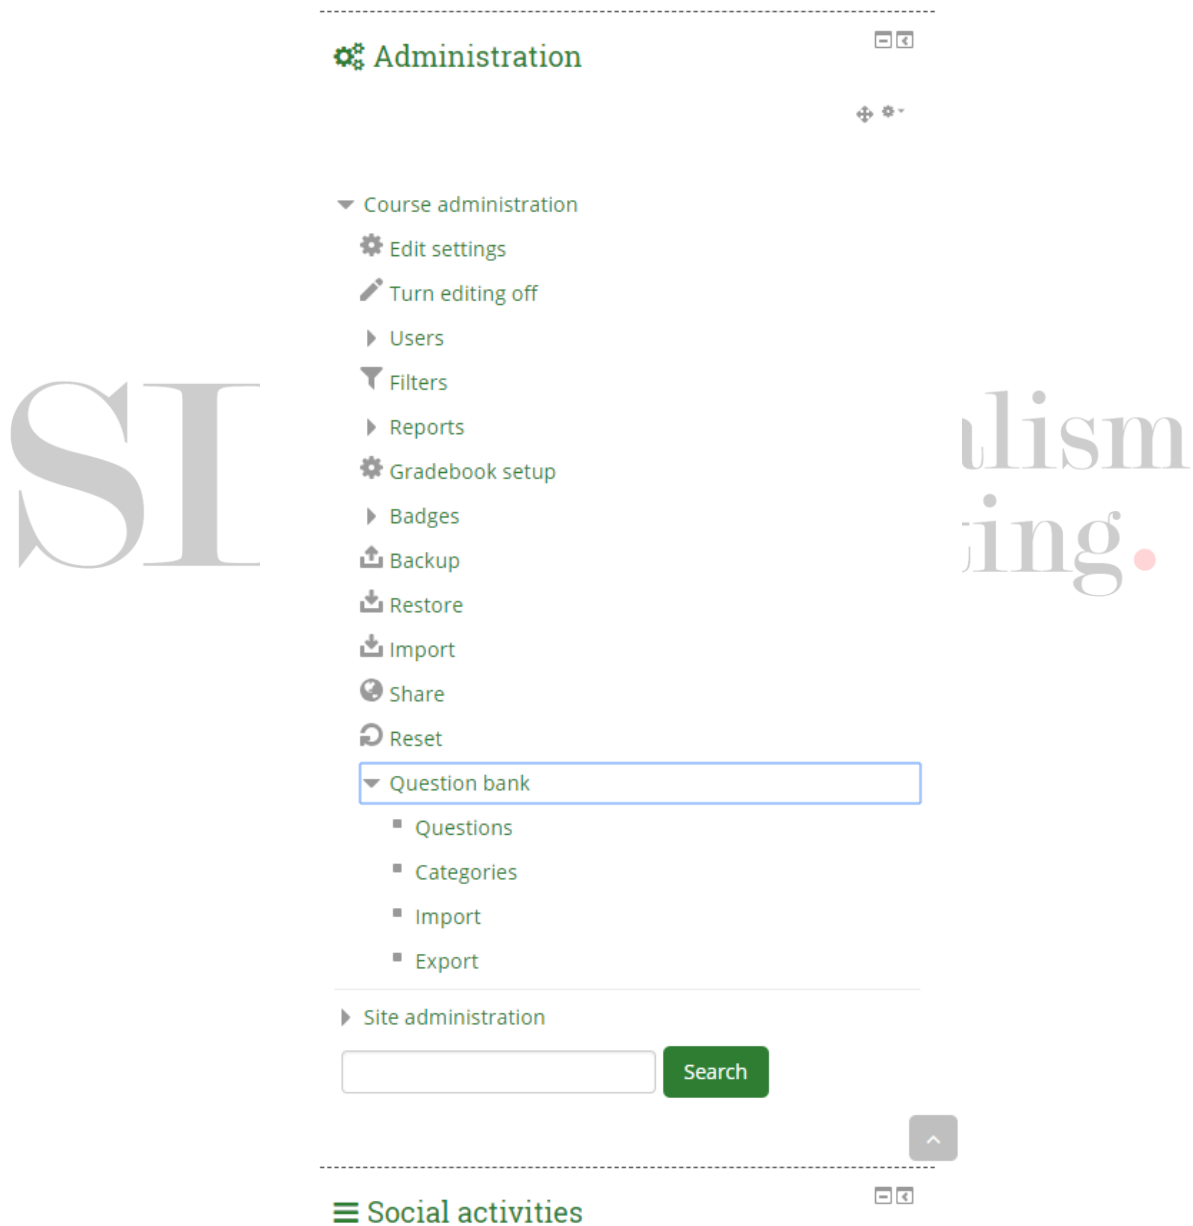 Administration
Course administration
Edit settings
Turn editing off
Users
Filters
Reports
Gradebook setup
Badges
Backup
Restore
Import
Share
Reset
Question bank
Questions
Categories
Import
Export
Site administration
Search
Social activities